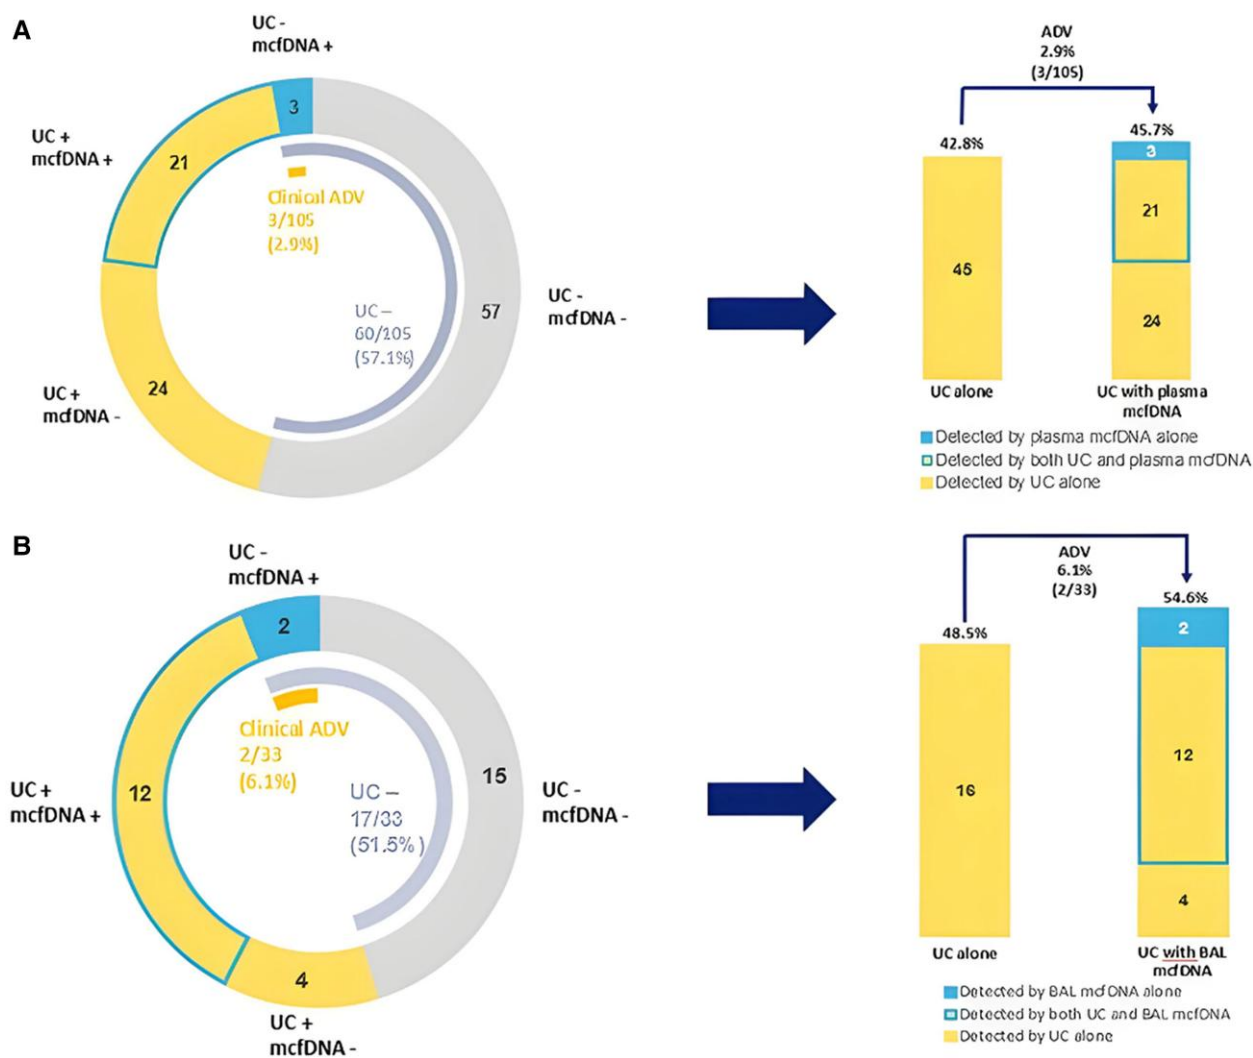 A
UC -
mcfDNA +
UC +
mcfDNA +
UC +
mcfDNA -
UC -
mcfDNA -
3
21
24
57
Clinical ADV
3/105
(2.9%)
UC –
60/105
(57.1%)
ADV
2.9%
(3/105)
42.8%
45.7%
45
3
21
24
UC alone
UC with plasma
mcfDNA
Detected by plasma mcfDNA alone
Detected by both UC and plasma mcfDNA
Detected by UC alone
B
UC -
mcfDNA +
UC +
mcfDNA +
UC +
mcfDNA -
UC -
mcfDNA -
2
12
4
15
Clinical ADV
2/33
(6.1%)
UC –
17/33
(51.5%)
ADV
6.1%
(2/33)
48.5%
54.6%
16
2
12
4
UC alone
UC with BAL
mcfDNA
Detected by BAL mcfDNA alone
Detected by both UC and BAL mcfDNA
Detected by UC alone